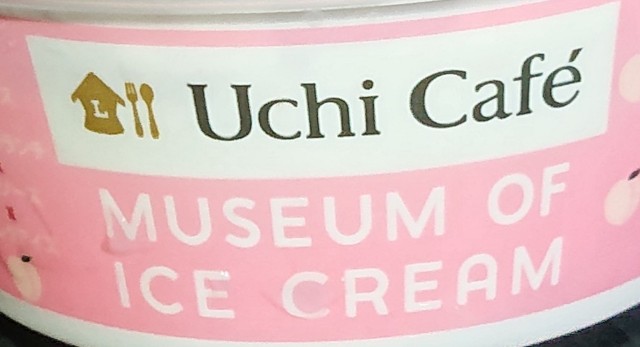 L
Uchi Café
MUSEUM OF
ICE CREAM